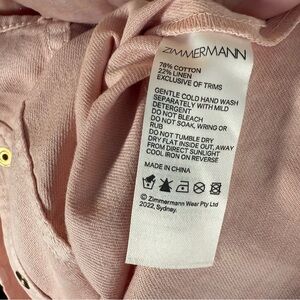 ZIMMERMANN
78% COTTON
22% LINEN
EXCLUSIVE OF TRIMS
GENTLE COLD HAND WASH
SEPARATELY WITH MILD
DETERGENT
DO NOT BLEACH
DO NOT SOAK, WRING OR
RUB
DO NOT TUMBLE DRY
DRY FLAT INSIDE OUT, AWAY
FROM DIRECT SUNLIGHT
COOL IRON ON REVERSE
MADE IN CHINA
© Zimmermann Wear Pty Ltd
2022, Sydney.